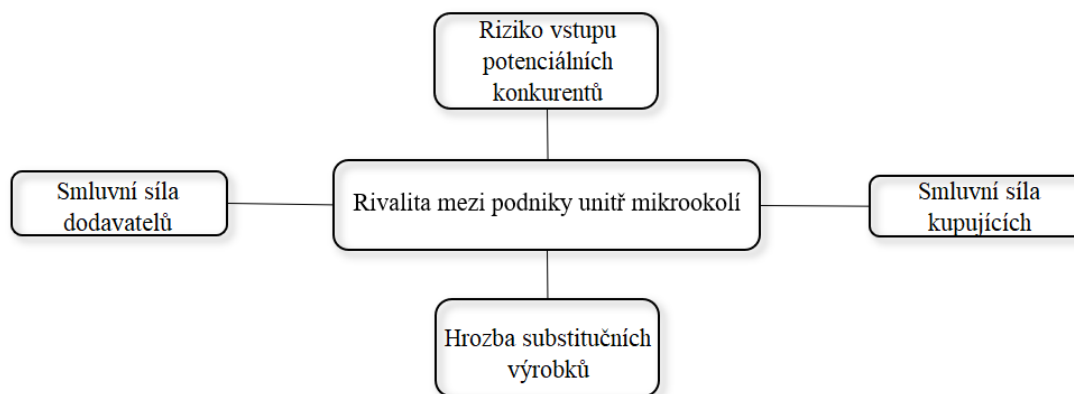 Riziko vstupu
potenciálních
konkurentů
Smluvní síla
dodavatelů
Rivalita mezi podniky unitř mikrookolí
Smluvní síla
kupujících
Hrozba substitučních
výrobků